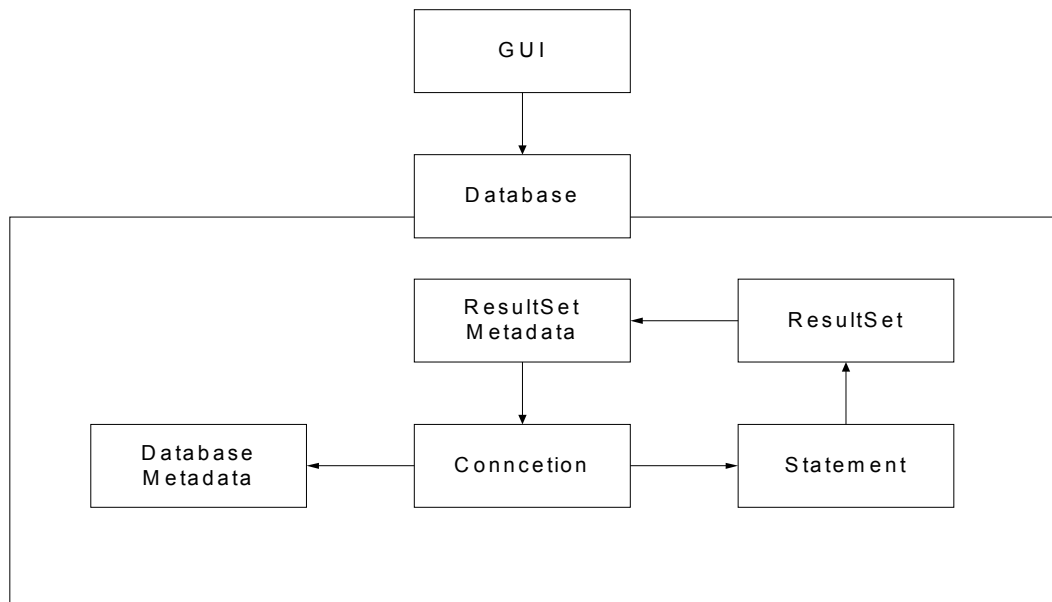 GUI
Database
ResultSet
Metadata
ResultSet
Database
Metadata
Conncetion
Statement